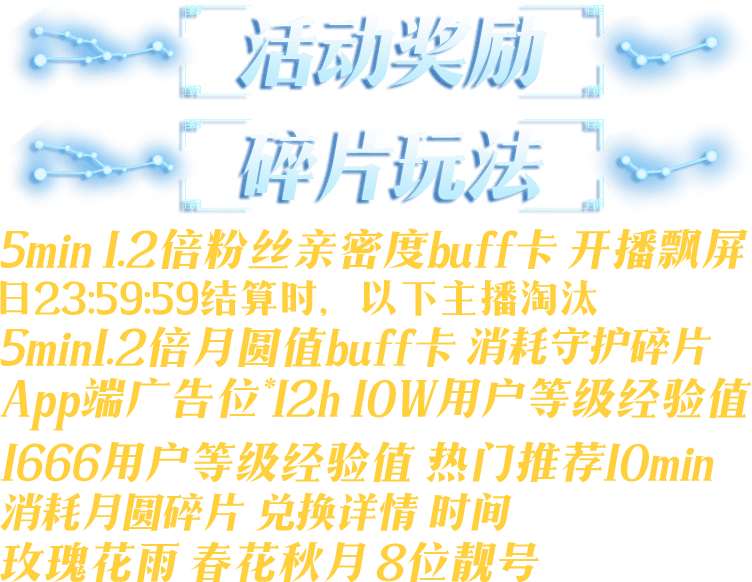 活动奖励
碎片玩法
5min 1.2倍粉丝亲密度buff卡 开播飘屏
日23:59:59结算时，以下主播淘汰
5min1.2倍月圆值buff卡 消耗守护碎片
App端广告位*12h 10W用户等级经验值
1666用户等级经验值 热门推荐10min
消耗月圆碎片 兑换详情 时间
玫瑰花雨 春花秋月 8位靓号